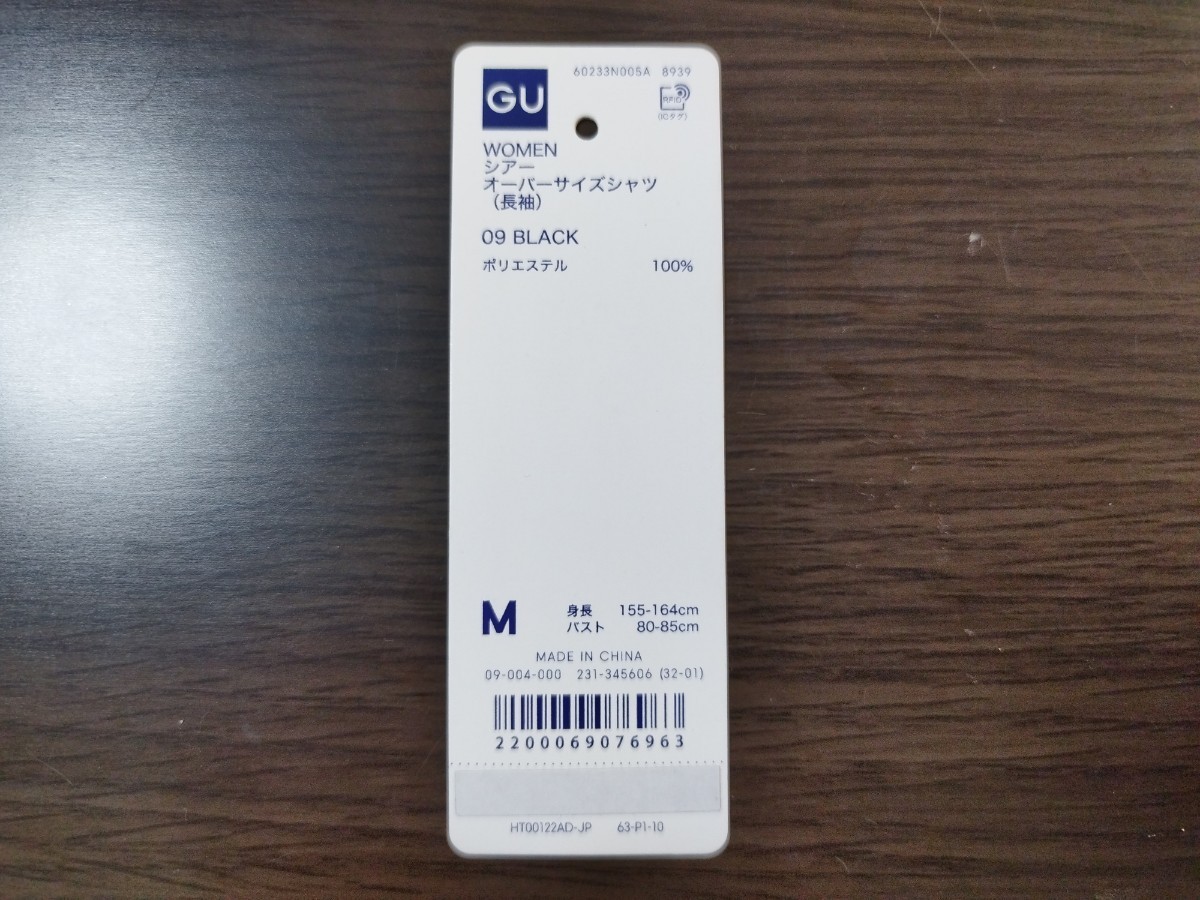 GU
60233N005A 8939
RFID
(ICタグ)
WOMEN
シアー
オーバーサイズシャツ
（長袖）
09 BLACK
ポリエステル 100%
M
身長 155-164cm
バスト 80-85cm
MADE IN CHINA
09-004-000 231-345606 (32-01)
2200069076963
HT00122AD-JP 63-P1-10